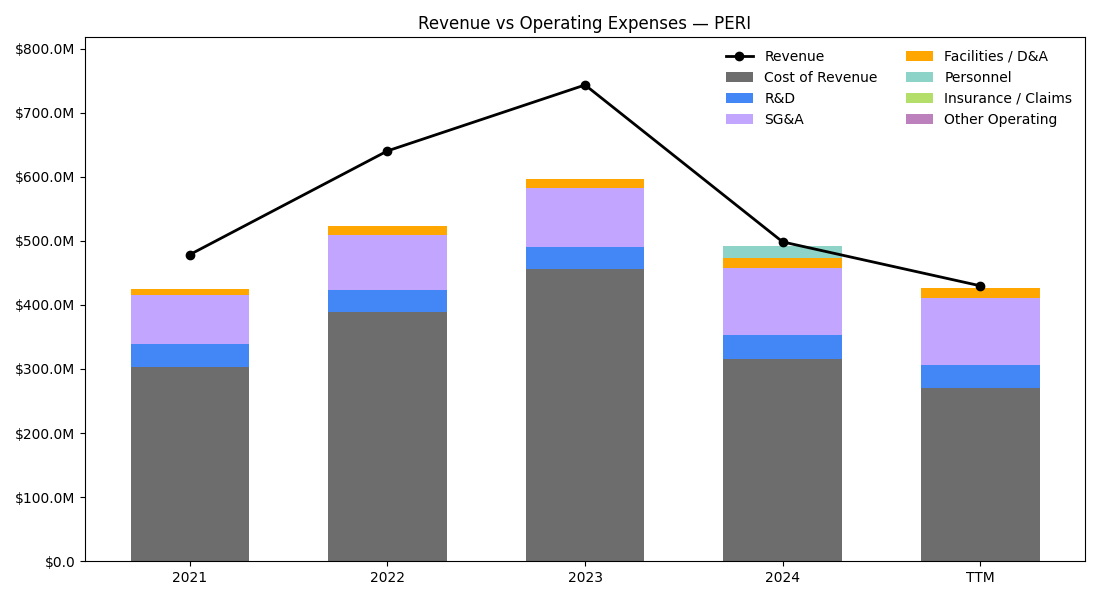 Revenue vs Operating Expenses — PERI
$800.0M
$700.0M
$600.0M
$500.0M
$400.0M
$300.0M
$200.0M
$100.0M
$0.0
Revenue
Cost of Revenue
R&D
SG&A
Facilities / D&A
Personnel
Insurance / Claims
Other Operating
2021
2022
2023
2024
TTM